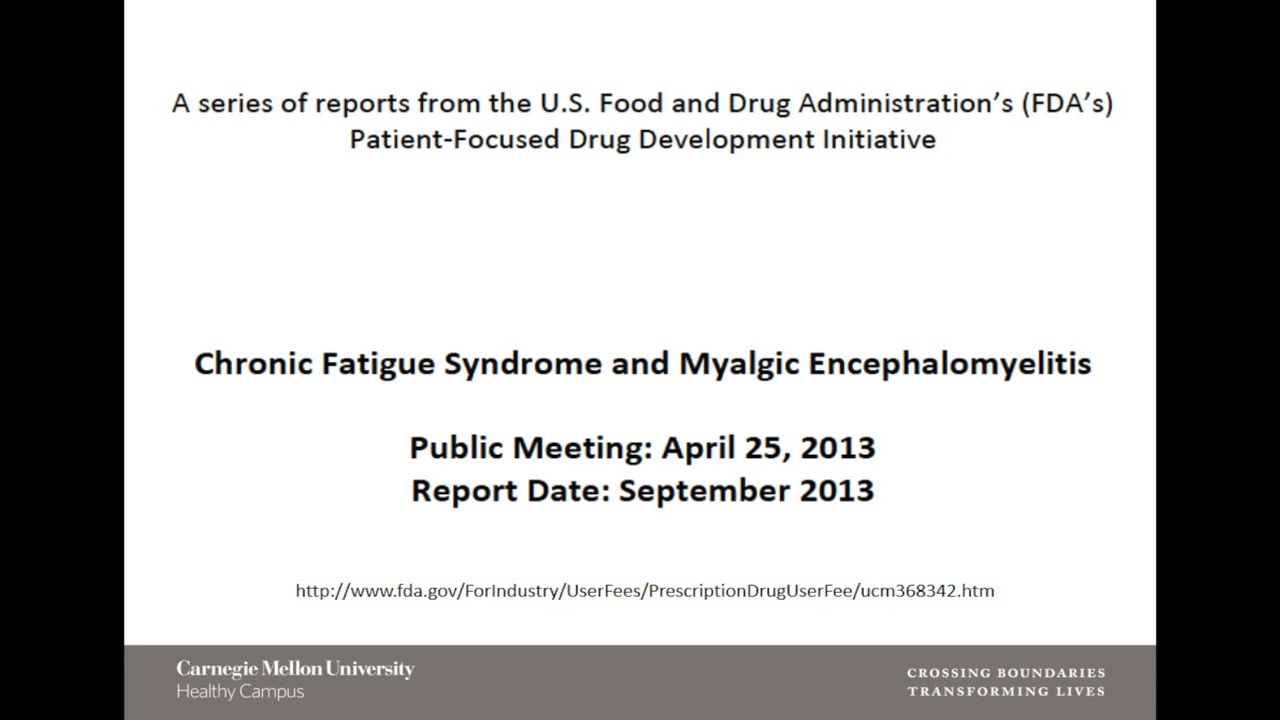 A series of reports from the U.S. Food and Drug Administration’s (FDA’s)
Patient-Focused Drug Development Initiative
Chronic Fatigue Syndrome and Myalgic Encephalomyelitis
Public Meeting: April 25, 2013
Report Date: September 2013
http://www.fda.gov/ForIndustry/UserFees/PrescriptionDrugUserFee/ucm368342.htm
Carnegie Mellon University
Healthy Campus
CROSSING BOUNDARIES
TRANSFORMING LIVES